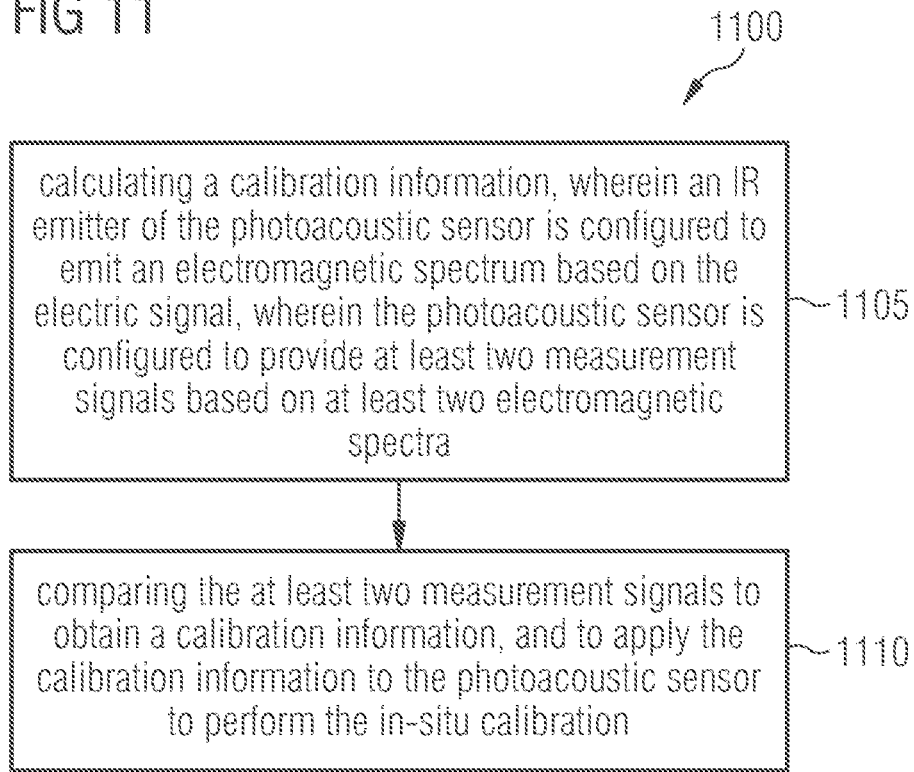 FIG 11
1100
calculating a calibration information, wherein an IR
emitter of the photoacoustic sensor is configured to
emit an electromagnetic spectrum based on the
electric signal, wherein the photoacoustic sensor is
configured to provide at least two measurement
signals based on at least two electromagnetic
spectra
1105
comparing the at least two measurement signals to
obtain a calibration information, and to apply the
calibration information to the photoacoustic sensor
to perform the in-situ calibration
1110